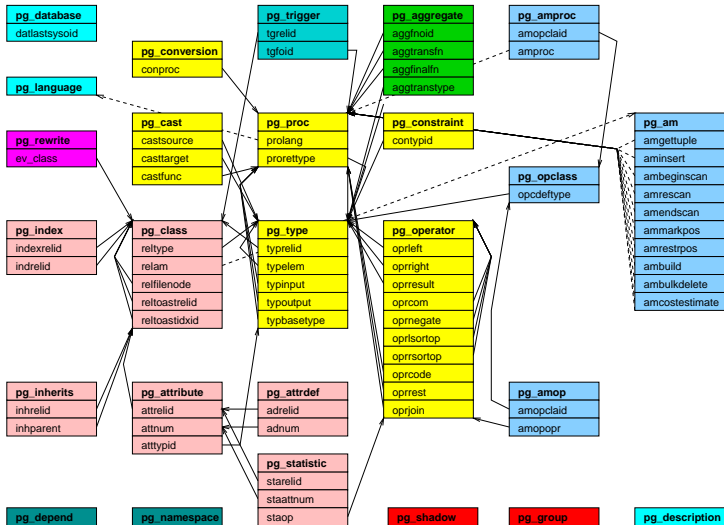 pg_database
datlastsysoid
pg_conversion
conproc
pg_trigger
tgrelid
tgfoid
pg_aggregate
aggfnoid
aggtransfn
aggfinalfn
aggtranstype
pg_amproc
amopclaid
amproc
pg_language
pg_rewrite
ev_class
pg_cast
castsource
casttarget
castfunc
pg_proc
prolang
prorettype
pg_constraint
contypid
pg_opclass
opcdeftype
pg_am
amgettuple
aminsert
ambeginscan
amrescan
amendscan
ammarkpos
amrestrpos
ambuild
ambulkdelete
amcostestimate
pg_index
indexrelid
indrelid
pg_class
reltype
relam
relfilenode
reltoastrelid
reltoastidxid
pg_type
typrelid
typelem
typinput
typoutput
typbasetype
pg_operator
oprleft
oprright
oprresult
oprcom
oprnegate
oprlsortop
oprrsortop
oprcode
oprrest
oprjoin
pg_inherits
inhrelid
inhparent
pg_attribute
attrelid
attnum
atttypid
pg_attrdef
adrelid
adnum
pg_amop
amopclaid
amopopr
pg_statistic
starelid
staattnum
staop
pg_depend
pg_namespace
pg_shadow
pg_group
pg_description